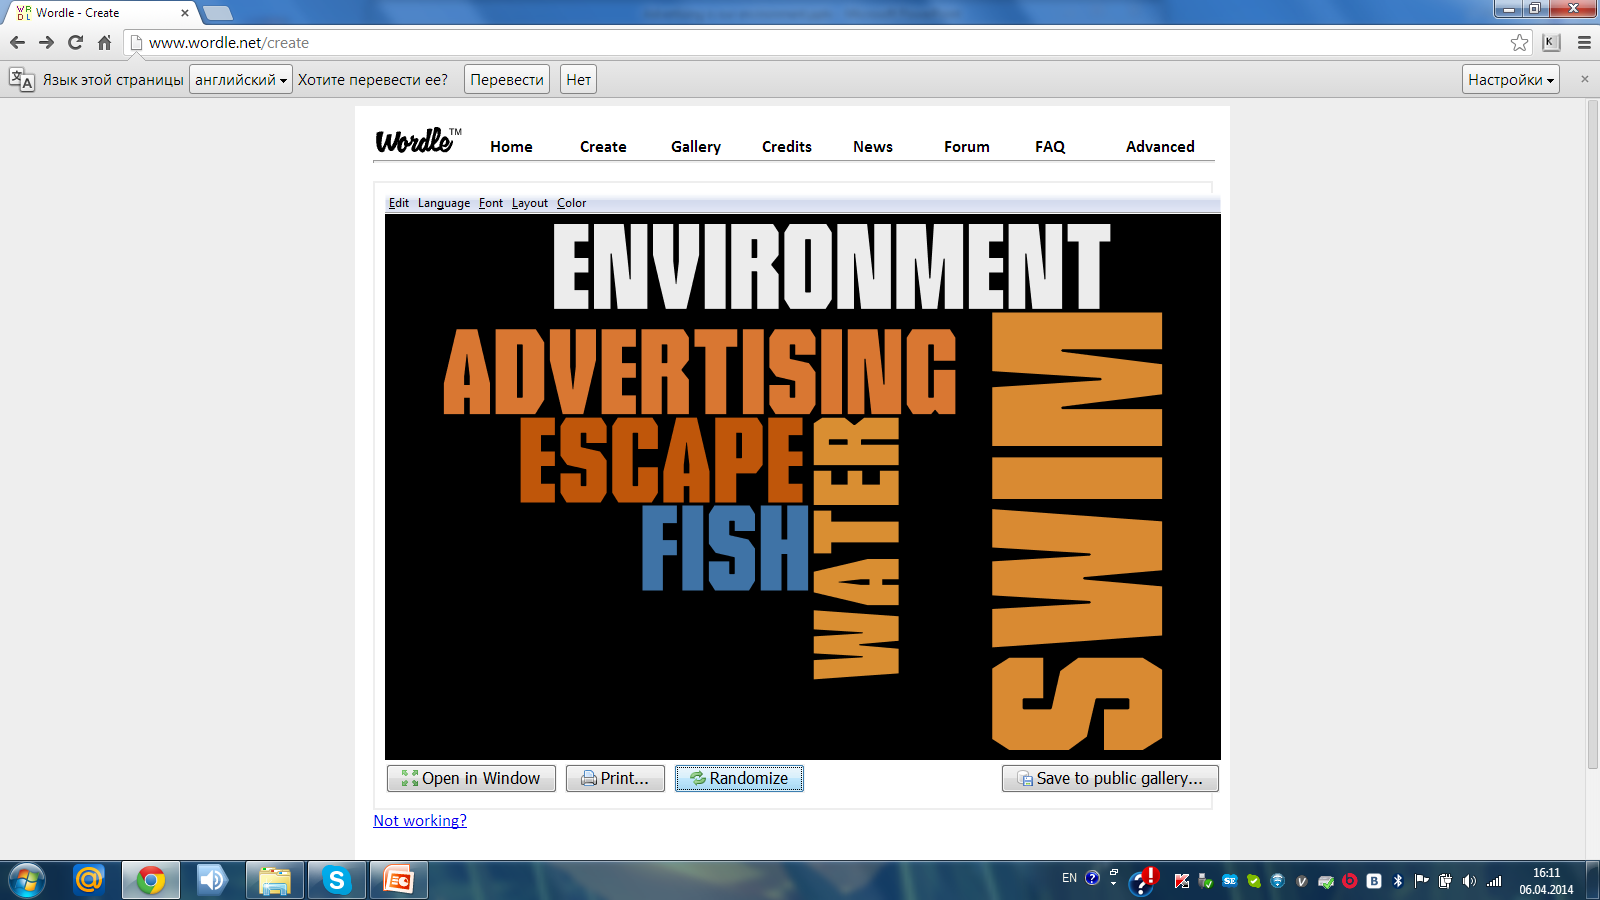 Wordle - Create
www.wordle.net/create
Язык этой страницы английский Хотите перевести ее? Перевести Нет Настройки
Wordle™ Home Create Gallery Credits News Forum FAQ Advanced
Edit Language Font Layout Color
ENVIRONMENT
ADVERTISING
ESCAPE
FISH
WATER
SWIM
Open in Window Print... Randomize Save to public gallery...
Not working?
EN
16:11
06.04.2014